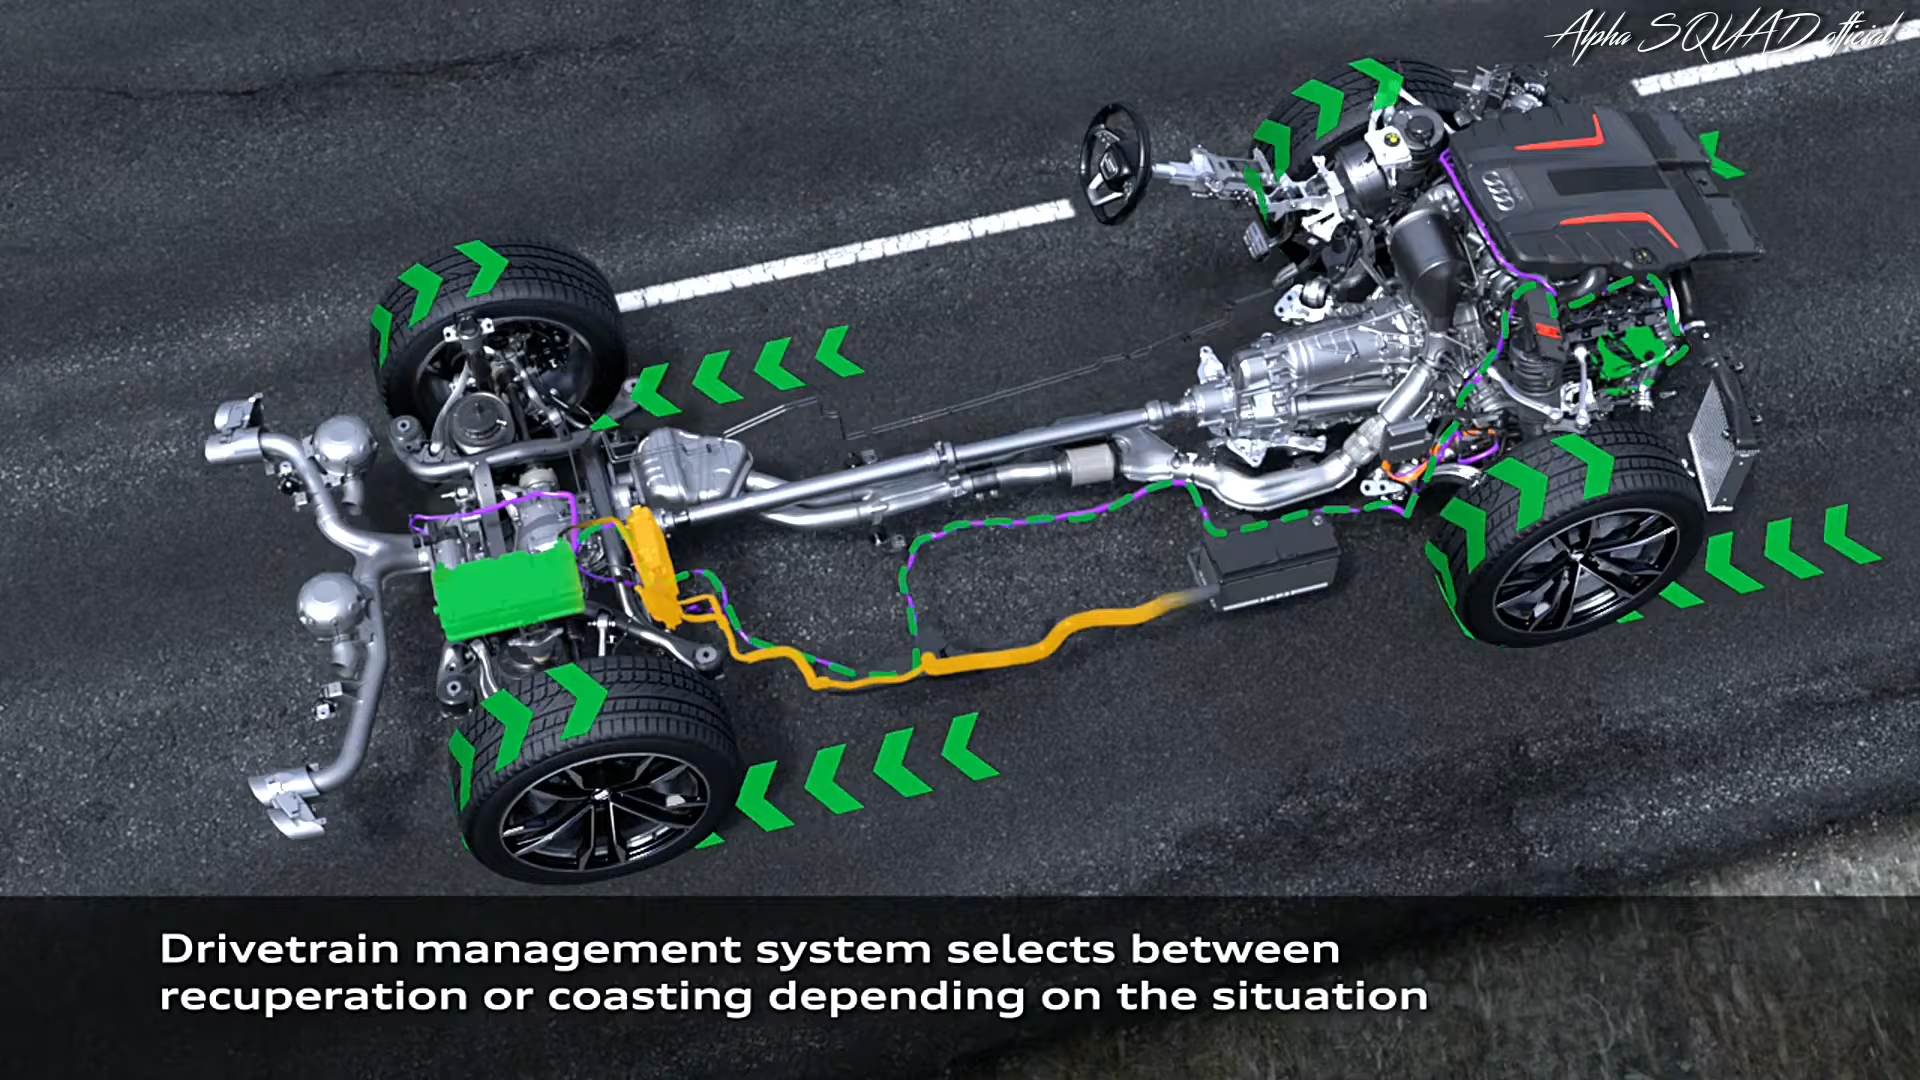 Alpha SQUAD official
Drivetrain management system selects between
recuperation or coasting depending on the situation